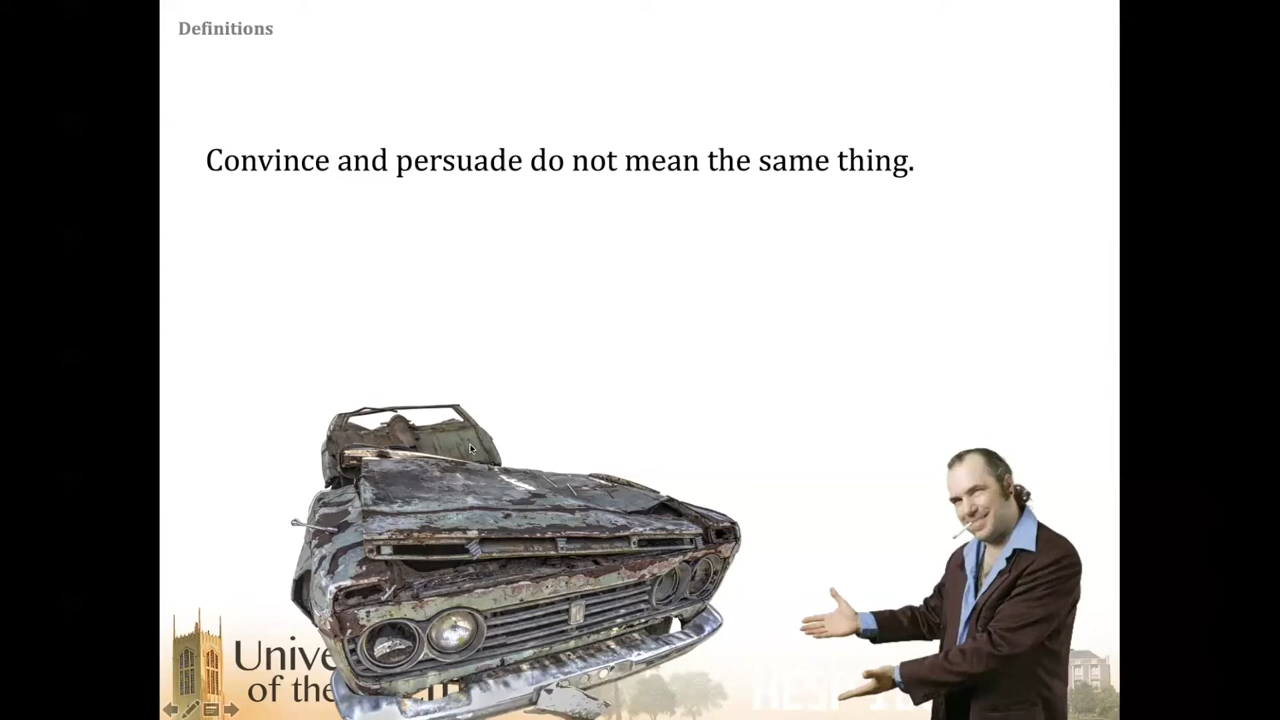 Definitions
Convince and persuade do not mean the same thing.
Unive
of the